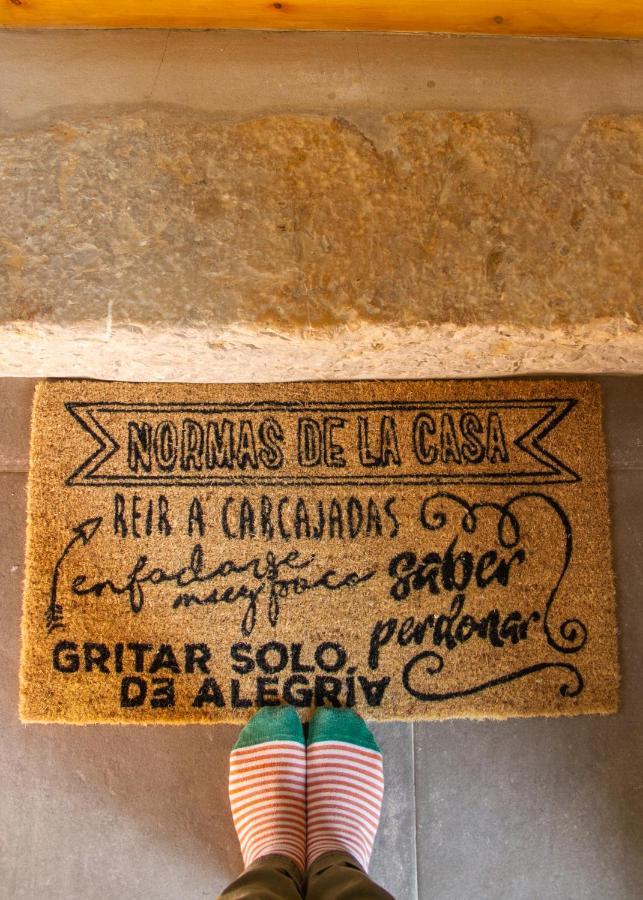 NORMAS DE LA CASA
REIR A CARCAJADAS
enfadarse
muy poco
saber
perdonar
GRITAR SOLO
DE ALEGRÍA